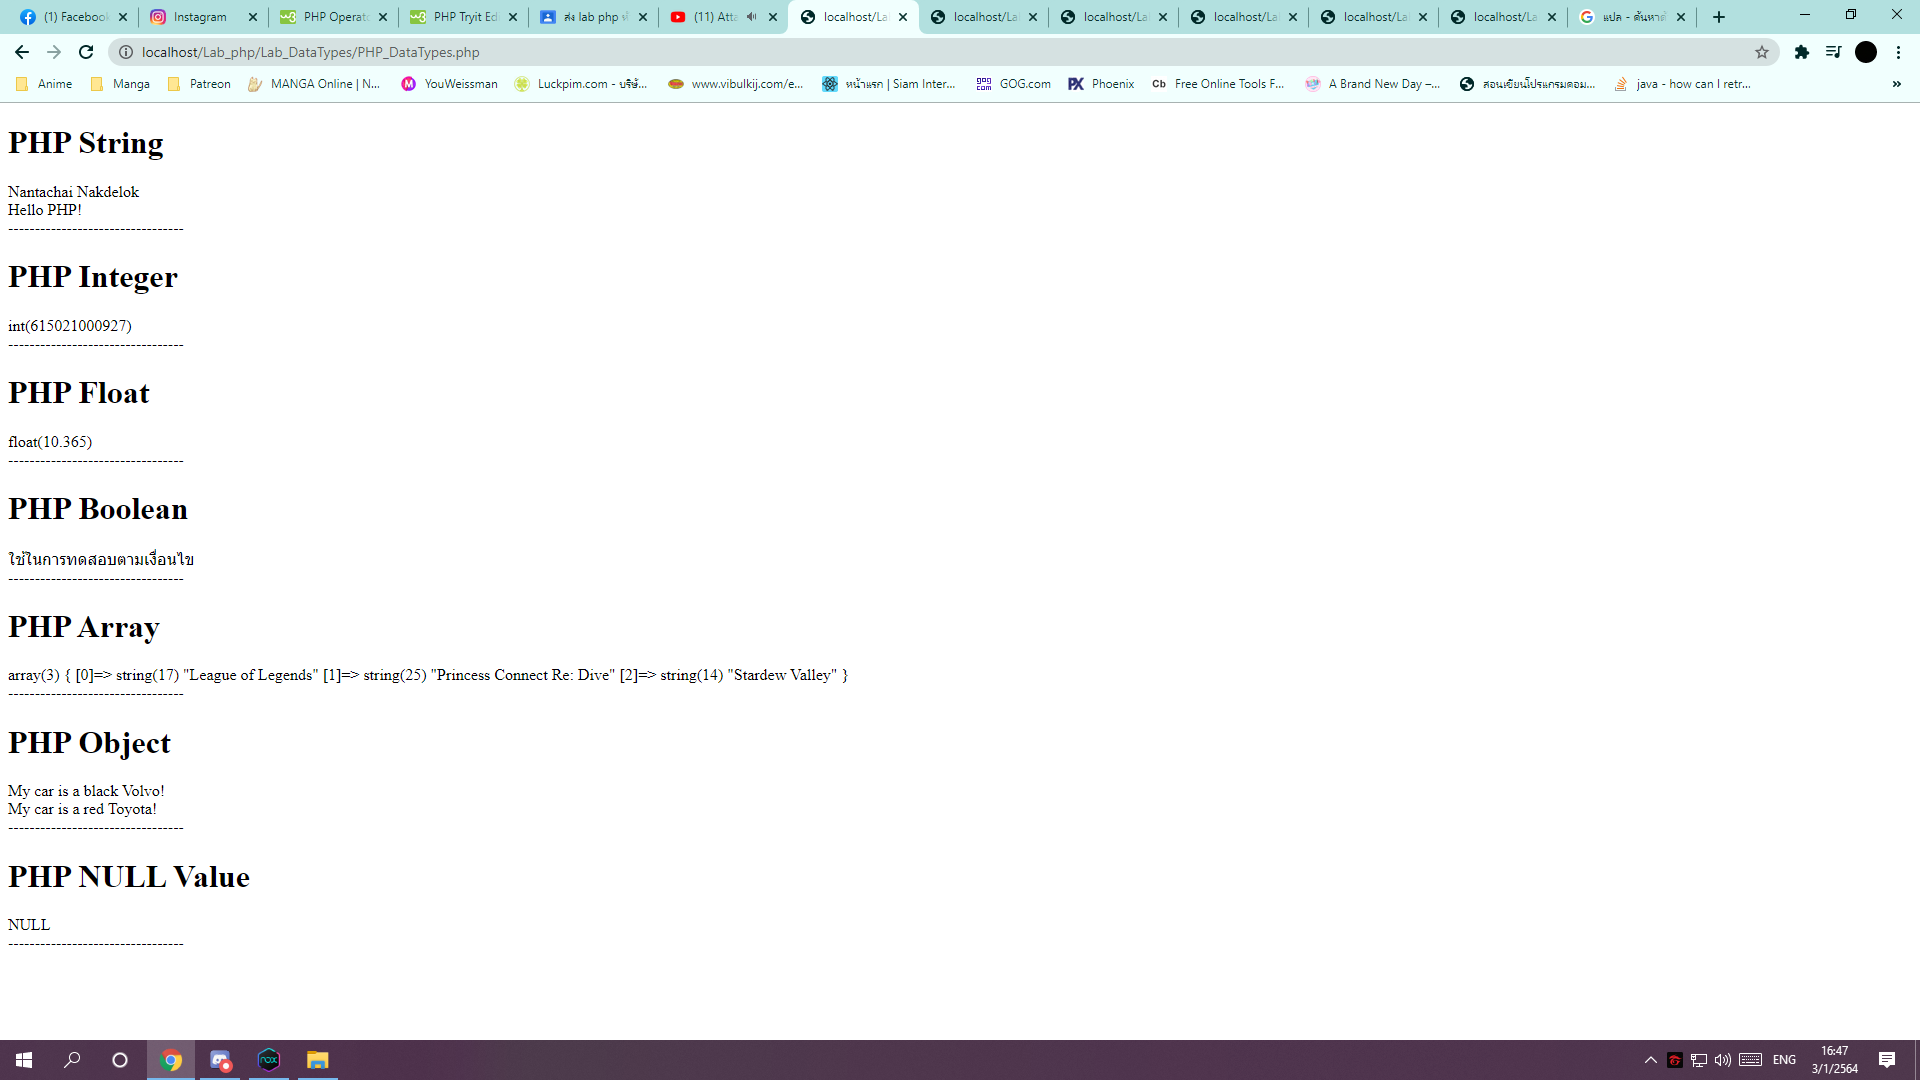 (1) Facebook
Instagram
PHP Operato
PHP Tryit Ed
ส่ง lab php
(11) Atta
localhost/La
localhost/La
localhost/La
localhost/La
localhost/La
localhost/La
แปล - ค้นหาด้
localhost/Lab_php/Lab_DataTypes/PHP_DataTypes.php
Anime
Manga
Patreon
MANGA Online | N...
YouWeissman
Luckpim.com - บริษั...
www.vibulkij.com/e...
หน้าแรก | Siam Inter...
GOG.com
Phoenix
Free Online Tools F...
A Brand New Day –...
สอนเขียนโปรแกรมคอม...
java - how can I retr...
PHP String
Nantachai Nakdelok
Hello PHP!
---------------------------------
PHP Integer
int(615021000927)
---------------------------------
PHP Float
float(10.365)
---------------------------------
PHP Boolean
ใช้ในการทดสอบตามเงื่อนไข
---------------------------------
PHP Array
array(3) { [0]=> string(17) "League of Legends" [1]=> string(25) "Princess Connect Re: Dive" [2]=> string(14) "Stardew Valley" }
---------------------------------
PHP Object
My car is a black Volvo!
My car is a red Toyota!
---------------------------------
PHP NULL Value
NULL
---------------------------------
ENG
16:47
3/1/2564